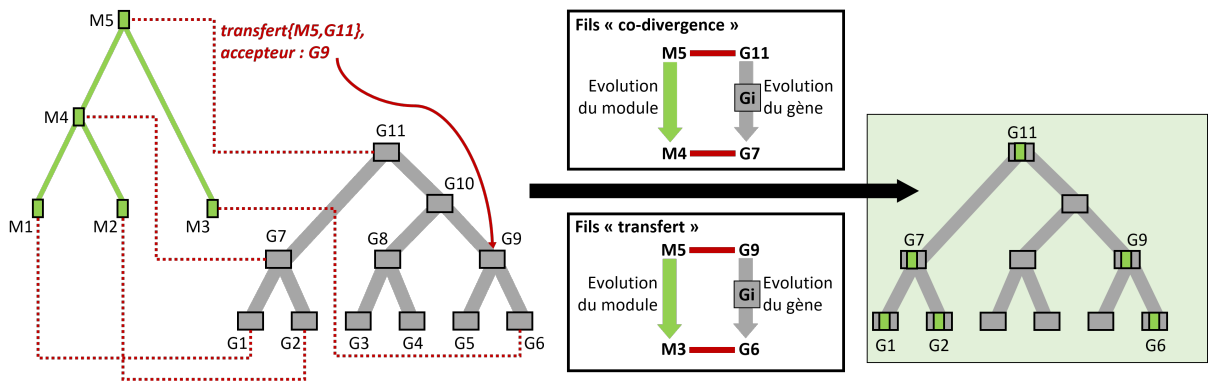 M5
transfert{M5,G11},
accepteur : G9
M4
M1
M2
M3
G11
G10
G7
G8
G9
G1
G2
G3
G4
G5
G6
Fils « co-divergence »
M5
G11
Evolution
du module
Gi
Evolution
du gène
M4
G7
Fils « transfert »
M5
G9
Evolution
du module
Gi
Evolution
du gène
M3
G6
G11
G7
G9
G1
G2
G6